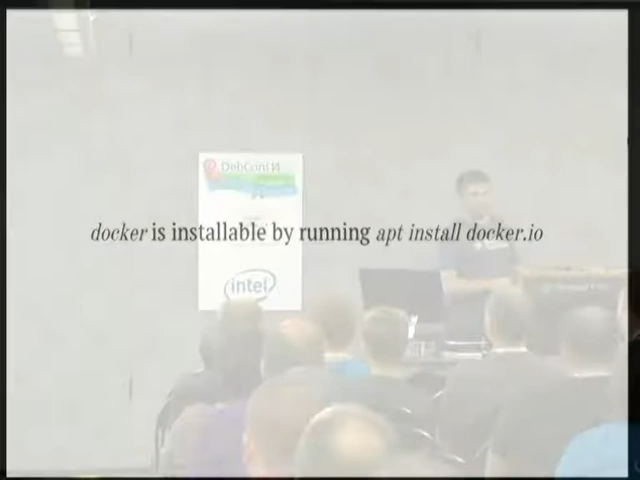 DebConf14
docker is installable by running apt install docker.io
intel